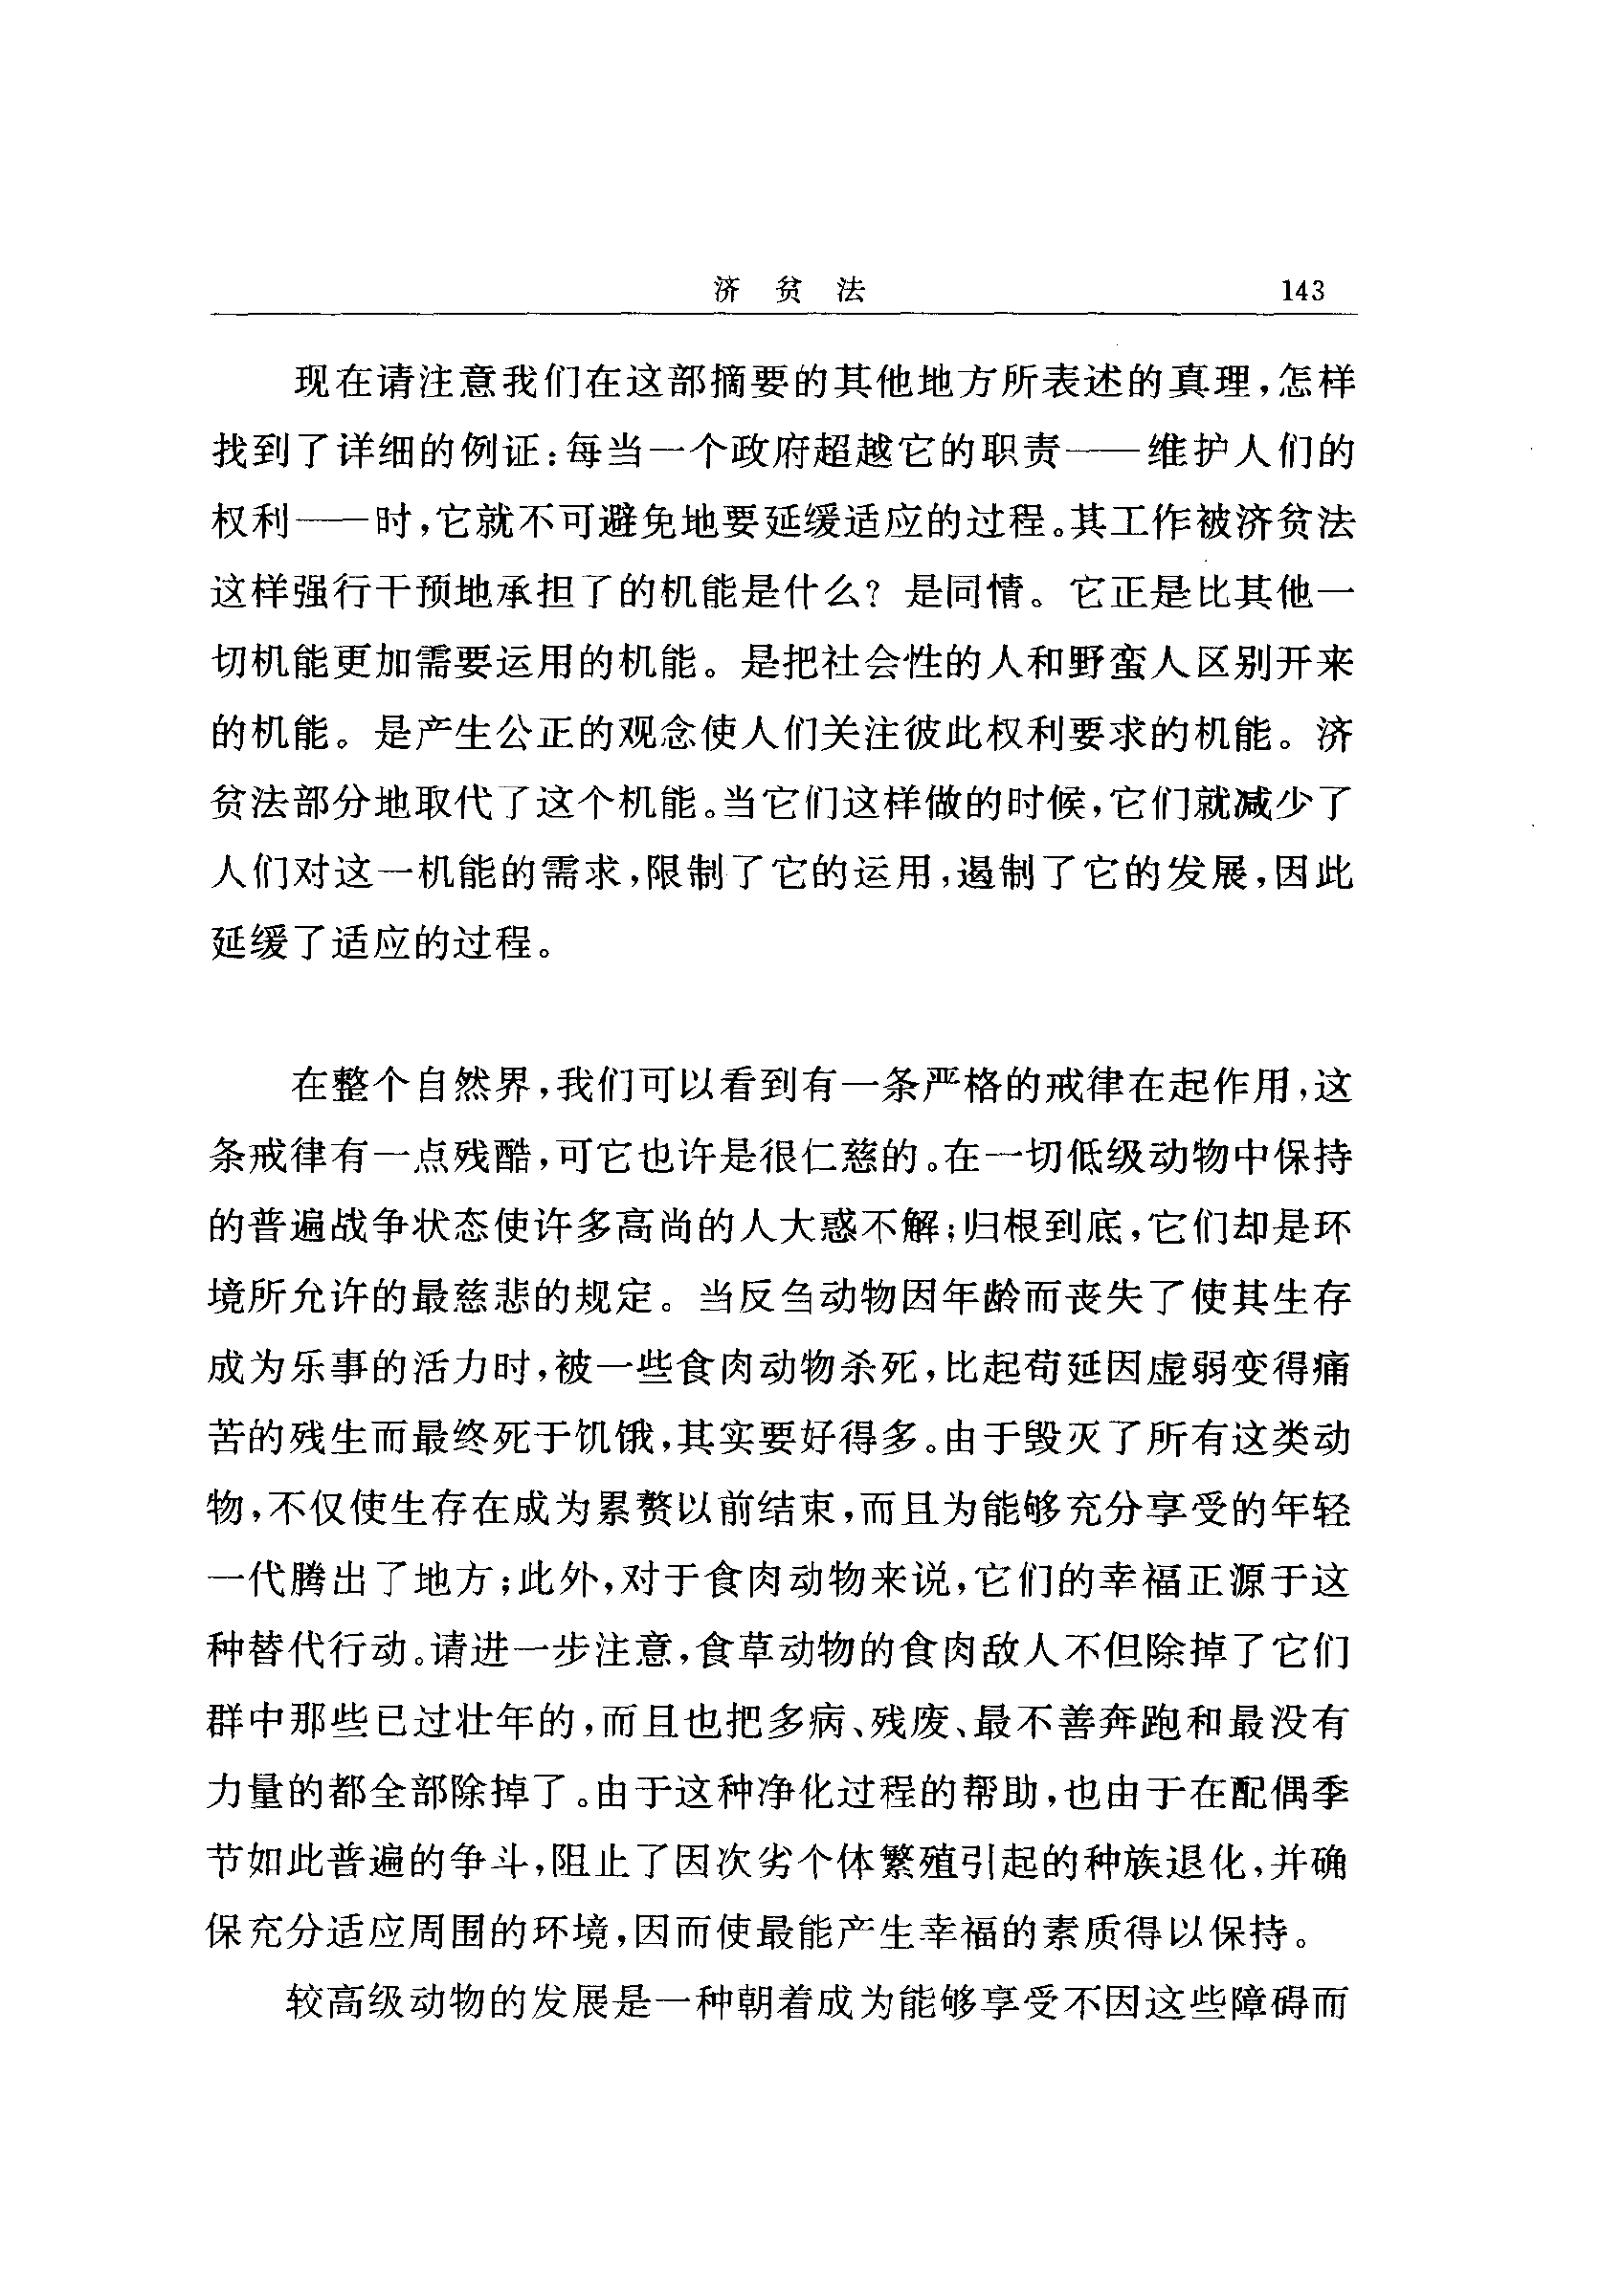 济贫法 143
现在请注意我们在这部摘要的其他地方所表述的真理，怎样
找到了详细的例证：每当一个政府超越它的职责——维护人们的
权利——时，它就不可避免地要延缓适应的过程。其工作被济贫法
这样强行干预地承担了的机能是什么？是同情。它正是比其他一
切机能更加需要运用的机能。是把社会性的人和野蛮人区别开来
的机能。是产生公正的观念使人们关注彼此权利要求的机能。济
贫法部分地取代了这个机能。当它们这样做的时候，它们就减少了
人们对这一机能的需求，限制了它的运用，遏制了它的发展，因此
延缓了适应的过程。
在整个自然界，我们可以看到有一条严格的戒律在起作用，这
条戒律有一点残酷，可它也许是很仁慈的。在一切低级动物中保持
的普遍战争状态使许多高尚的人大惑不解；归根到底，它们却是环
境所允许的最慈悲的规定。当反刍动物因年龄而丧失了使其生存
成为乐事的活力时，被一些食肉动物杀死，比起苟延因虚弱变得痛
苦的残生而最终死于饥饿，其实要好得多。由于毁灭了所有这类动
物，不仅使生存在成为累赘以前结束，而且为能够充分享受的年轻
一代腾出了地方；此外，对于食肉动物来说，它们的幸福正源于这
种替代行动。请进一步注意，食草动物的食肉敌人不但除掉了它们
群中那些已过壮年的，而且也把多病、残废、最不善奔跑和最没有
力量的都全部除掉了。由于这种净化过程的帮助，也由于在配偶季
节如此普遍的争斗，阻止了因次劣个体繁殖引起的种族退化，并确
保充分适应周围的环境，因而使最能产生幸福的素质得以保持。
较高级动物的发展是一种朝着成为能够享受不因这些障碍而